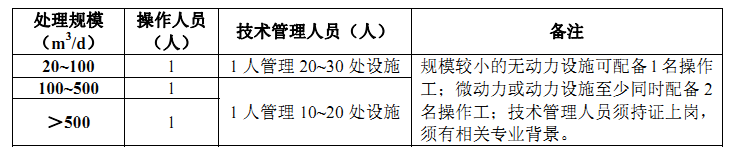 处理规模 操作人员 技术管理人员（人） 备注
（m³/d） （人）
20~100 1 1 人管理 20~30 处设施 规模较小的无动力设施可配备 1 名操作
100~500 1 工；微动力或动力设施至少同时配备 2
＞500 1 1 人管理 10~20 处设施 名操作工；技术管理人员须持证上岗，
须有相关专业背景。